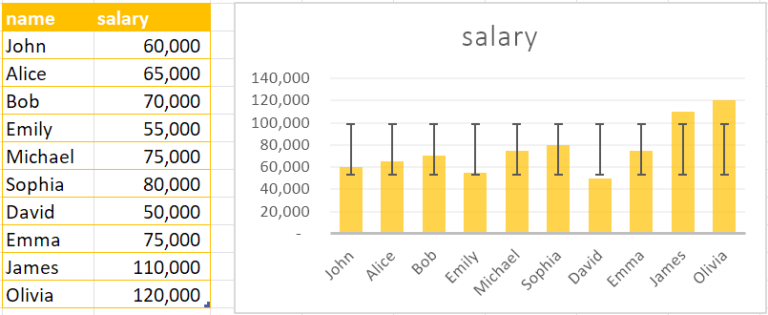 name salary
John 60,000
Alice 65,000
Bob 70,000
Emily 55,000
Michael 75,000
Sophia 80,000
David 50,000
Emma 75,000
James 110,000
Olivia 120,000
salary
140,000
120,000
100,000
80,000
60,000
40,000
20,000
-
John Alice Bob Emily Michael Sophia David Emma James Olivia